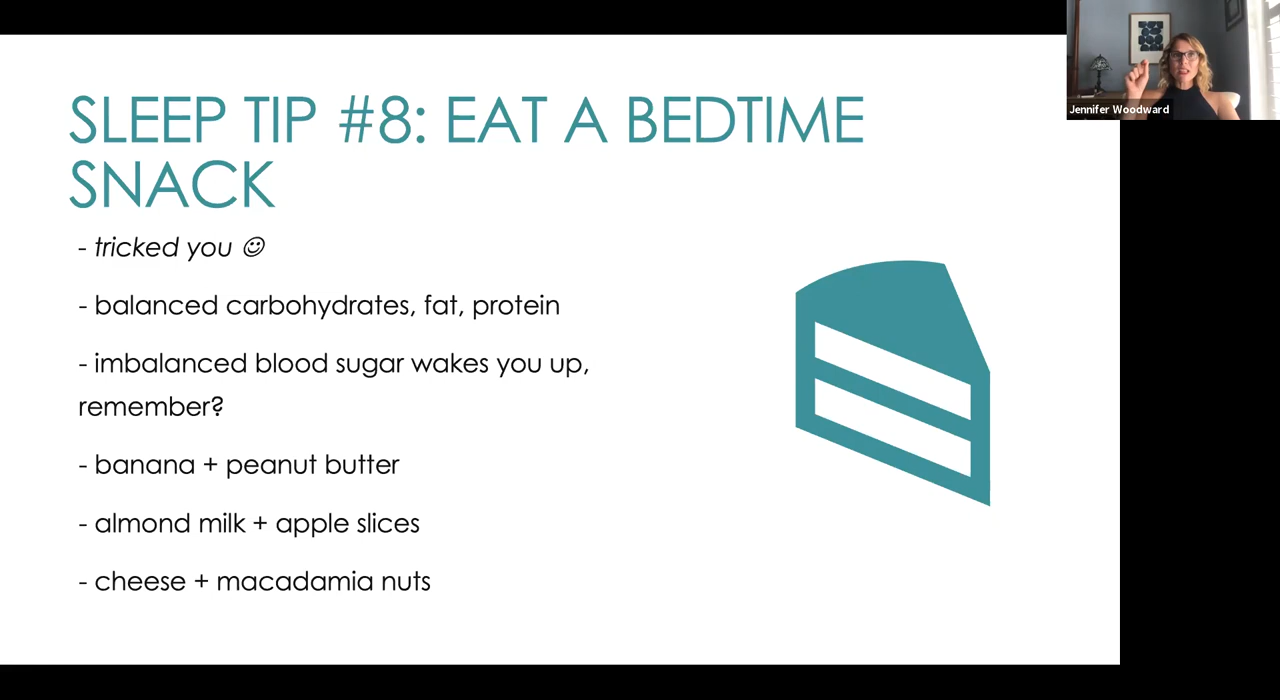 SLEEP TIP #8: EAT A BEDTIME
SNACK
- tricked you ☺
- balanced carbohydrates, fat, protein
- imbalanced blood sugar wakes you up,
remember?
- banana + peanut butter
- almond milk + apple slices
- cheese + macadamia nuts
Jennifer Woodward